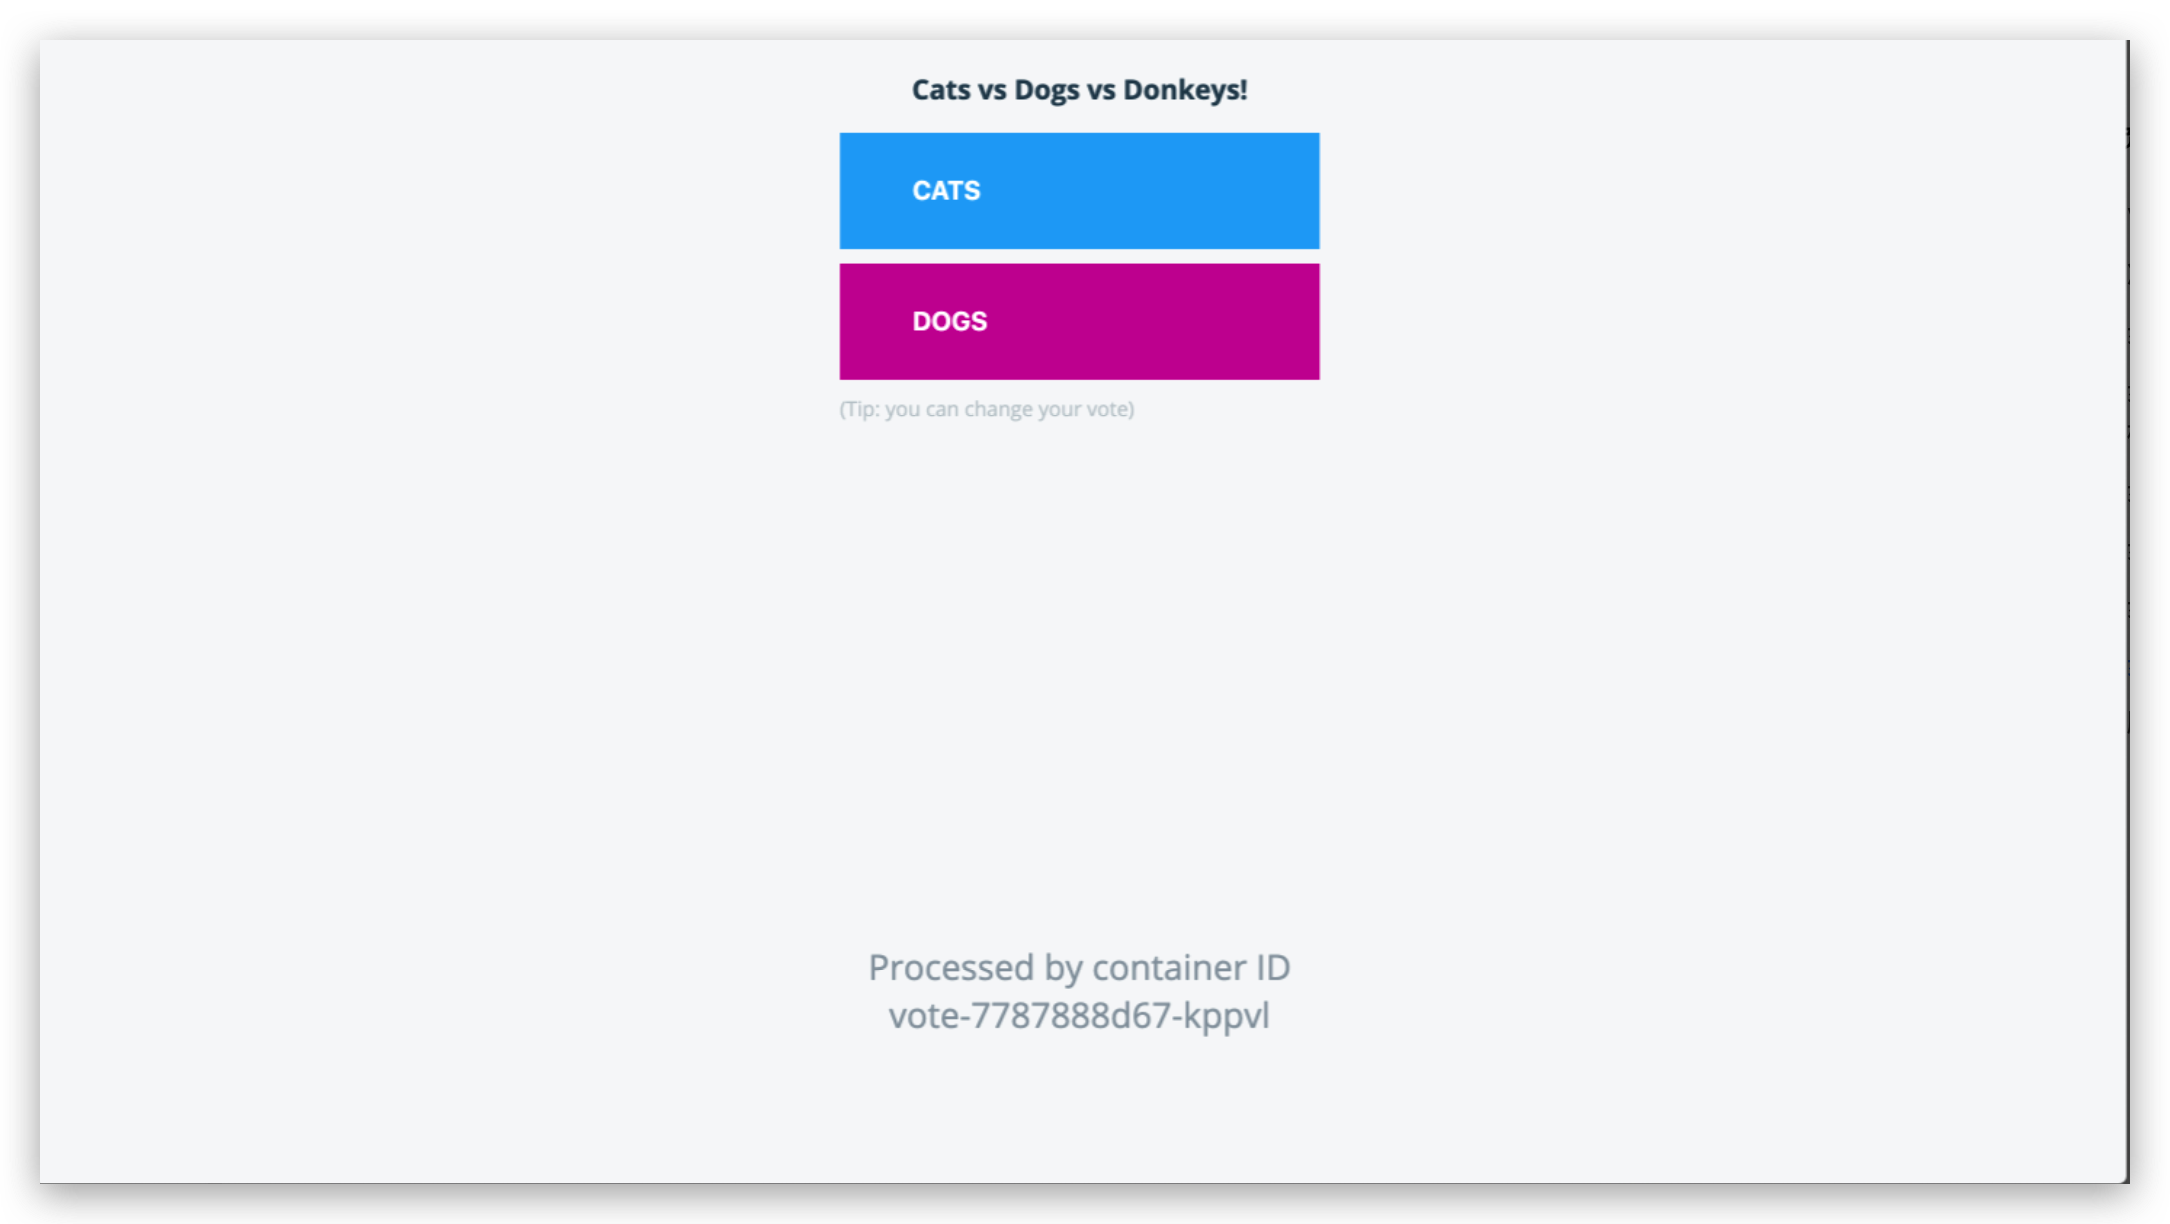 Cats vs Dogs vs Donkeys!
CATS
DOGS
(Tip: you can change your vote)
Processed by container ID
vote-7787888d67-kppvl